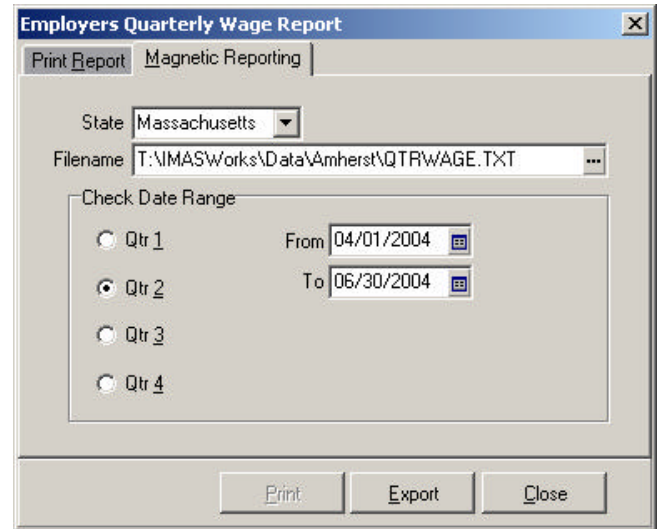 Employers Quarterly Wage Report
Print Report Magnetic Reporting
State Massachusetts
Filename T:\IMASWorks\Data\Amherst\QTRWAGE.TXT ...
Check Date Range
Qtr 1 From 04/01/2004
Qtr 2 To 06/30/2004
Qtr 3
Qtr 4
Print Export Close